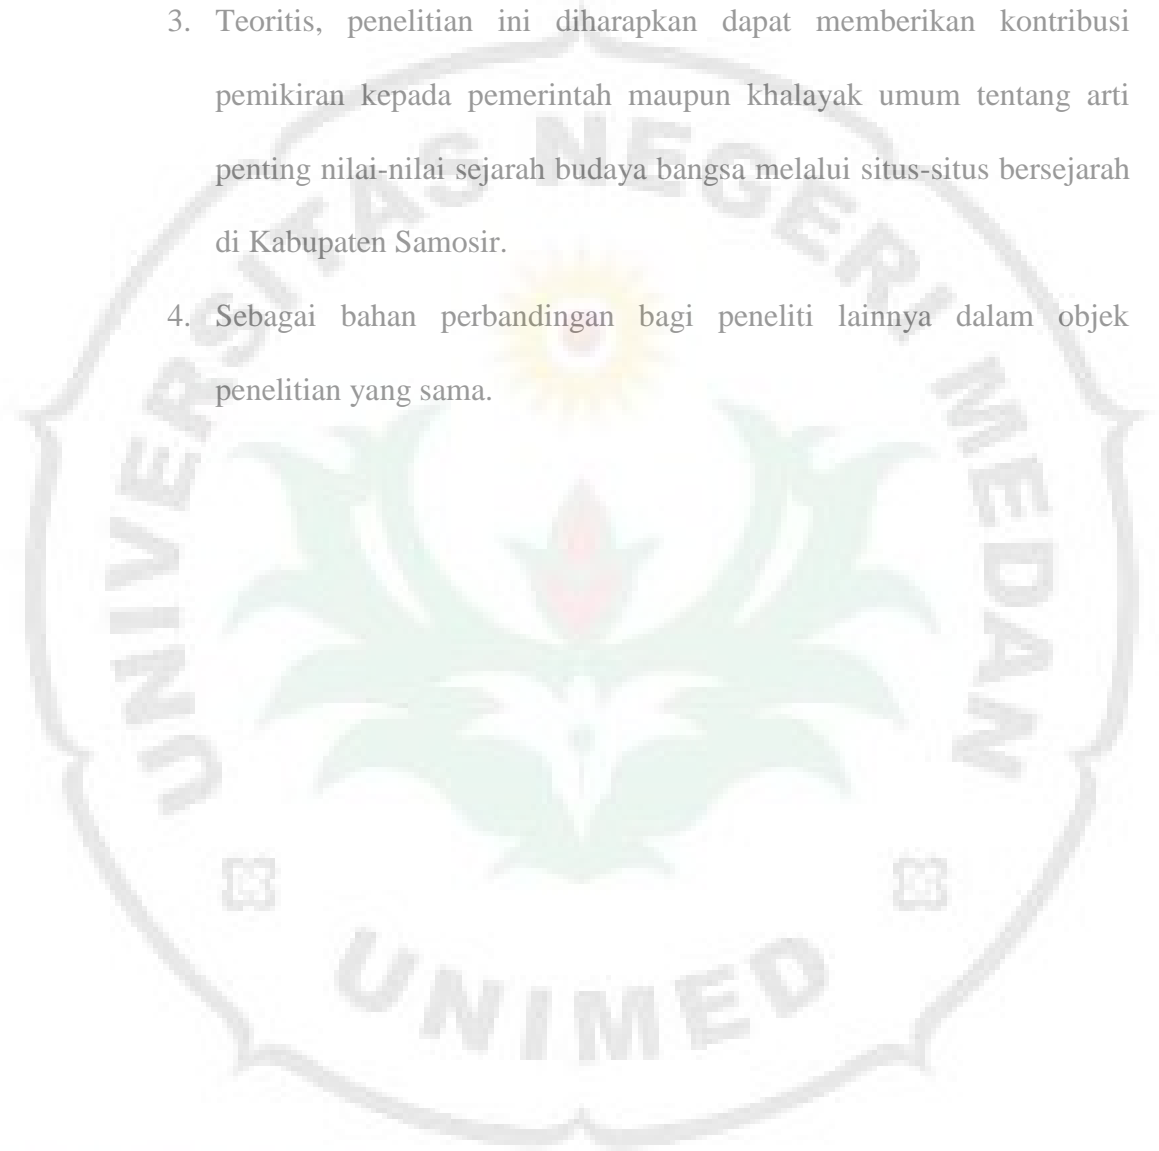 3. Teoritis, penelitian ini diharapkan dapat memberikan kontribusi
pemikiran kepada pemerintah maupun khalayak umum tentang arti
penting nilai-nilai sejarah budaya bangsa melalui situs-situs bersejarah
di Kabupaten Samosir.
4. Sebagai bahan perbandingan bagi peneliti lainnya dalam objek
penelitian yang sama.
UNIVERSITAS NEGERI MEDAN
UNIMED